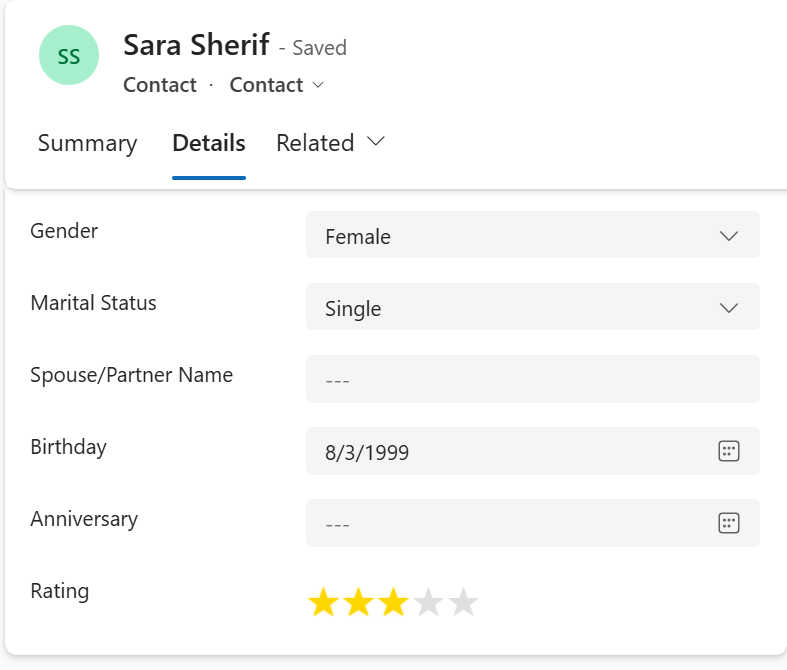 SS
Sara Sherif - Saved
Contact · Contact
Summary Details Related
Gender Female
Marital Status Single
Spouse/Partner Name ---
Birthday 8/3/1999
Anniversary ---
Rating